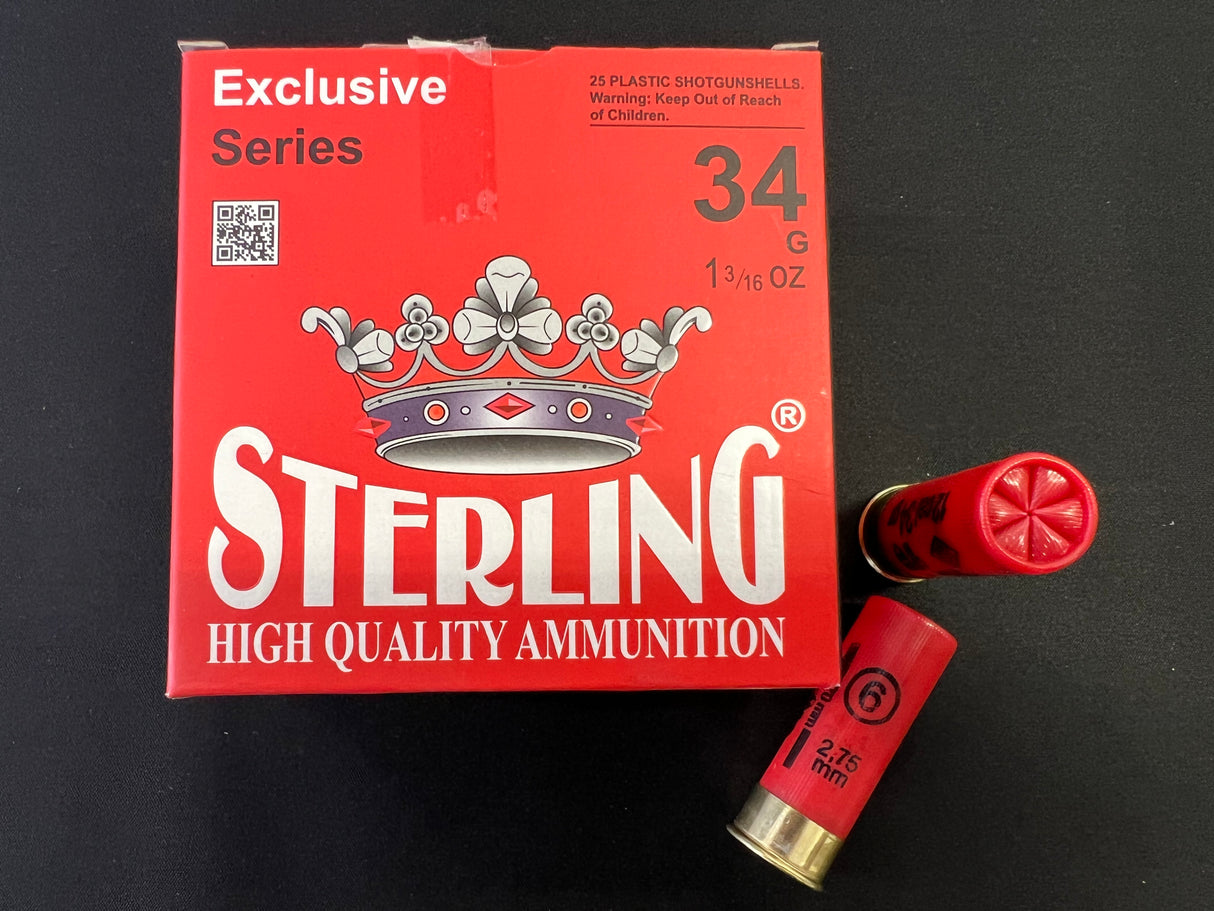 Exclusive
Series
25 PLASTIC SHOTGUNSHELLS.
Warning: Keep Out of Reach
of Children.
34
G
1 3/16 OZ
STERLING®
HIGH QUALITY AMMUNITION
6
2,75
mm